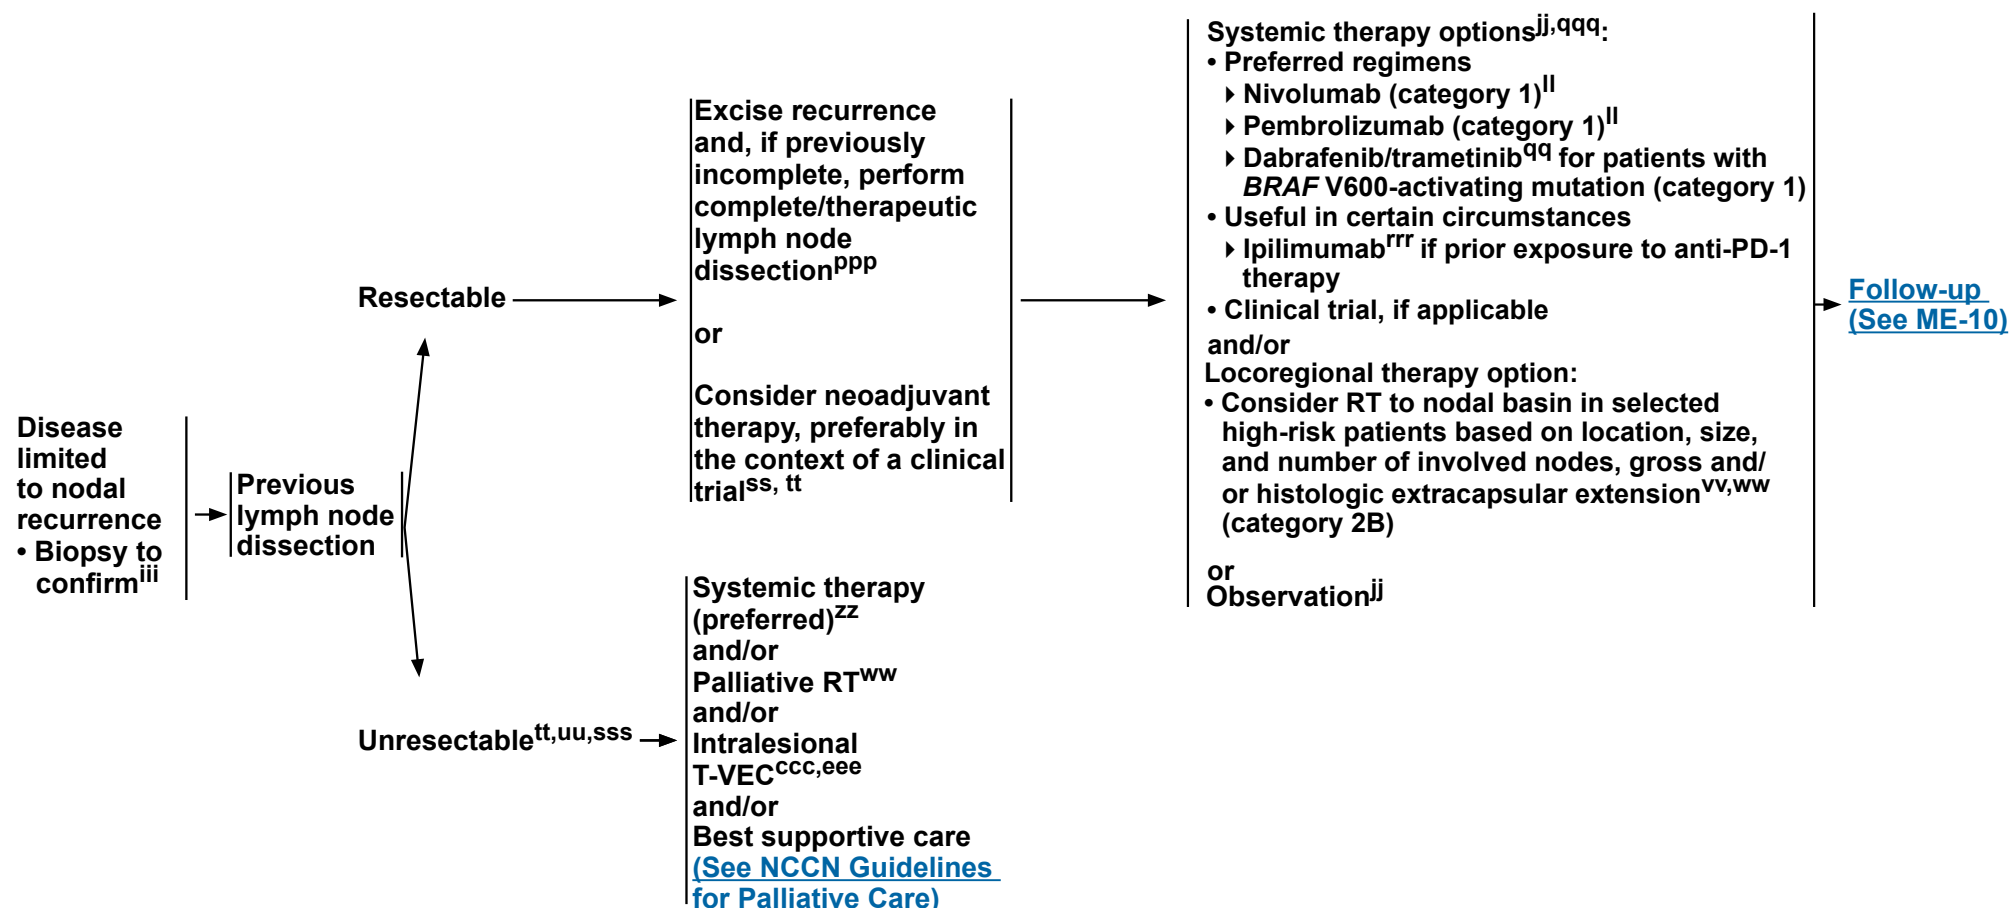 Disease
limited
to nodal
recurrence
• Biopsy to
confirmiii
Previous
lymph node
dissection
Resectable
Excise recurrence
and, if previously
incomplete, perform
complete/therapeutic
lymph node
dissectionppp
or
Consider neoadjuvant
therapy, preferably in
the context of a clinical
trialss, tt
Systemic therapy optionsjj,qqq:
• Preferred regimens
Nivolumab (category 1)ll
Pembrolizumab (category 1)ll
Dabrafenib/trametinibqq for patients with
BRAF V600-activating mutation (category 1)
• Useful in certain circumstances
Ipilimumabrrr if prior exposure to anti-PD-1
therapy
• Clinical trial, if applicable
and/or
Locoregional therapy option:
• Consider RT to nodal basin in selected
high-risk patients based on location, size,
and number of involved nodes, gross and/
or histologic extracapsular extensionvv,ww
(category 2B)
or
Observationjj
Follow-up
(See ME-10)
Unresectablett,uu,sss
Systemic therapy
(preferred)zz
and/or
Palliative RTww
and/or
Intralesional
T-VECccc,eee
and/or
Best supportive care
(See NCCN Guidelines
for Palliative Care)